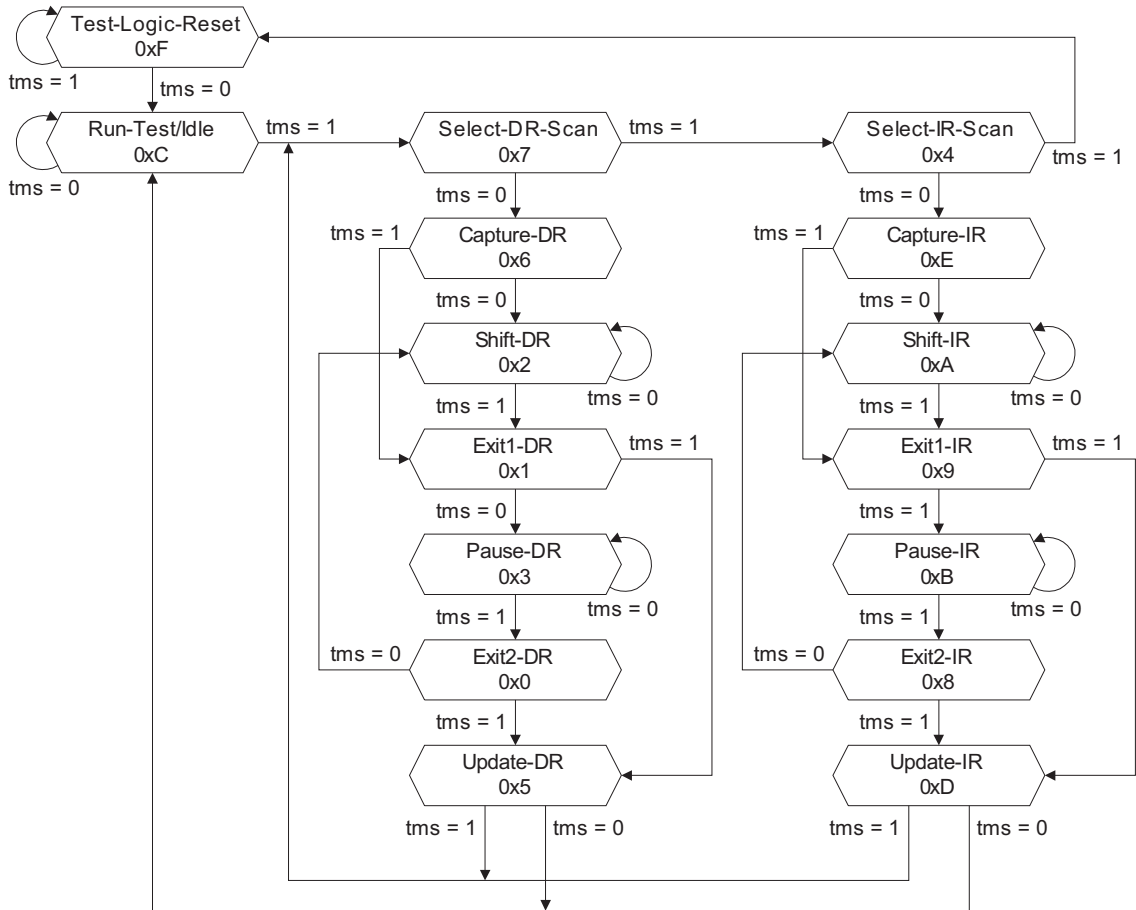 Test-Logic-Reset
0xF
tms = 1
tms = 0
Run-Test/Idle
0xC
tms = 0
tms = 1
Select-DR-Scan
0x7
tms = 1
Select-IR-Scan
0x4
tms = 1
tms = 0
tms = 0
tms = 1
Capture-DR
0x6
tms = 1
Capture-IR
0xE
tms = 0
tms = 0
Shift-DR
0x2
tms = 0
Shift-IR
0xA
tms = 0
tms = 1
tms = 1
Exit1-DR
0x1
tms = 1
Exit1-IR
0x9
tms = 1
tms = 0
tms = 1
Pause-DR
0x3
tms = 0
Pause-IR
0xB
tms = 0
tms = 1
tms = 1
tms = 0
Exit2-DR
0x0
tms = 0
Exit2-IR
0x8
tms = 1
tms = 1
Update-DR
0x5
Update-IR
0xD
tms = 1
tms = 0
tms = 1
tms = 0